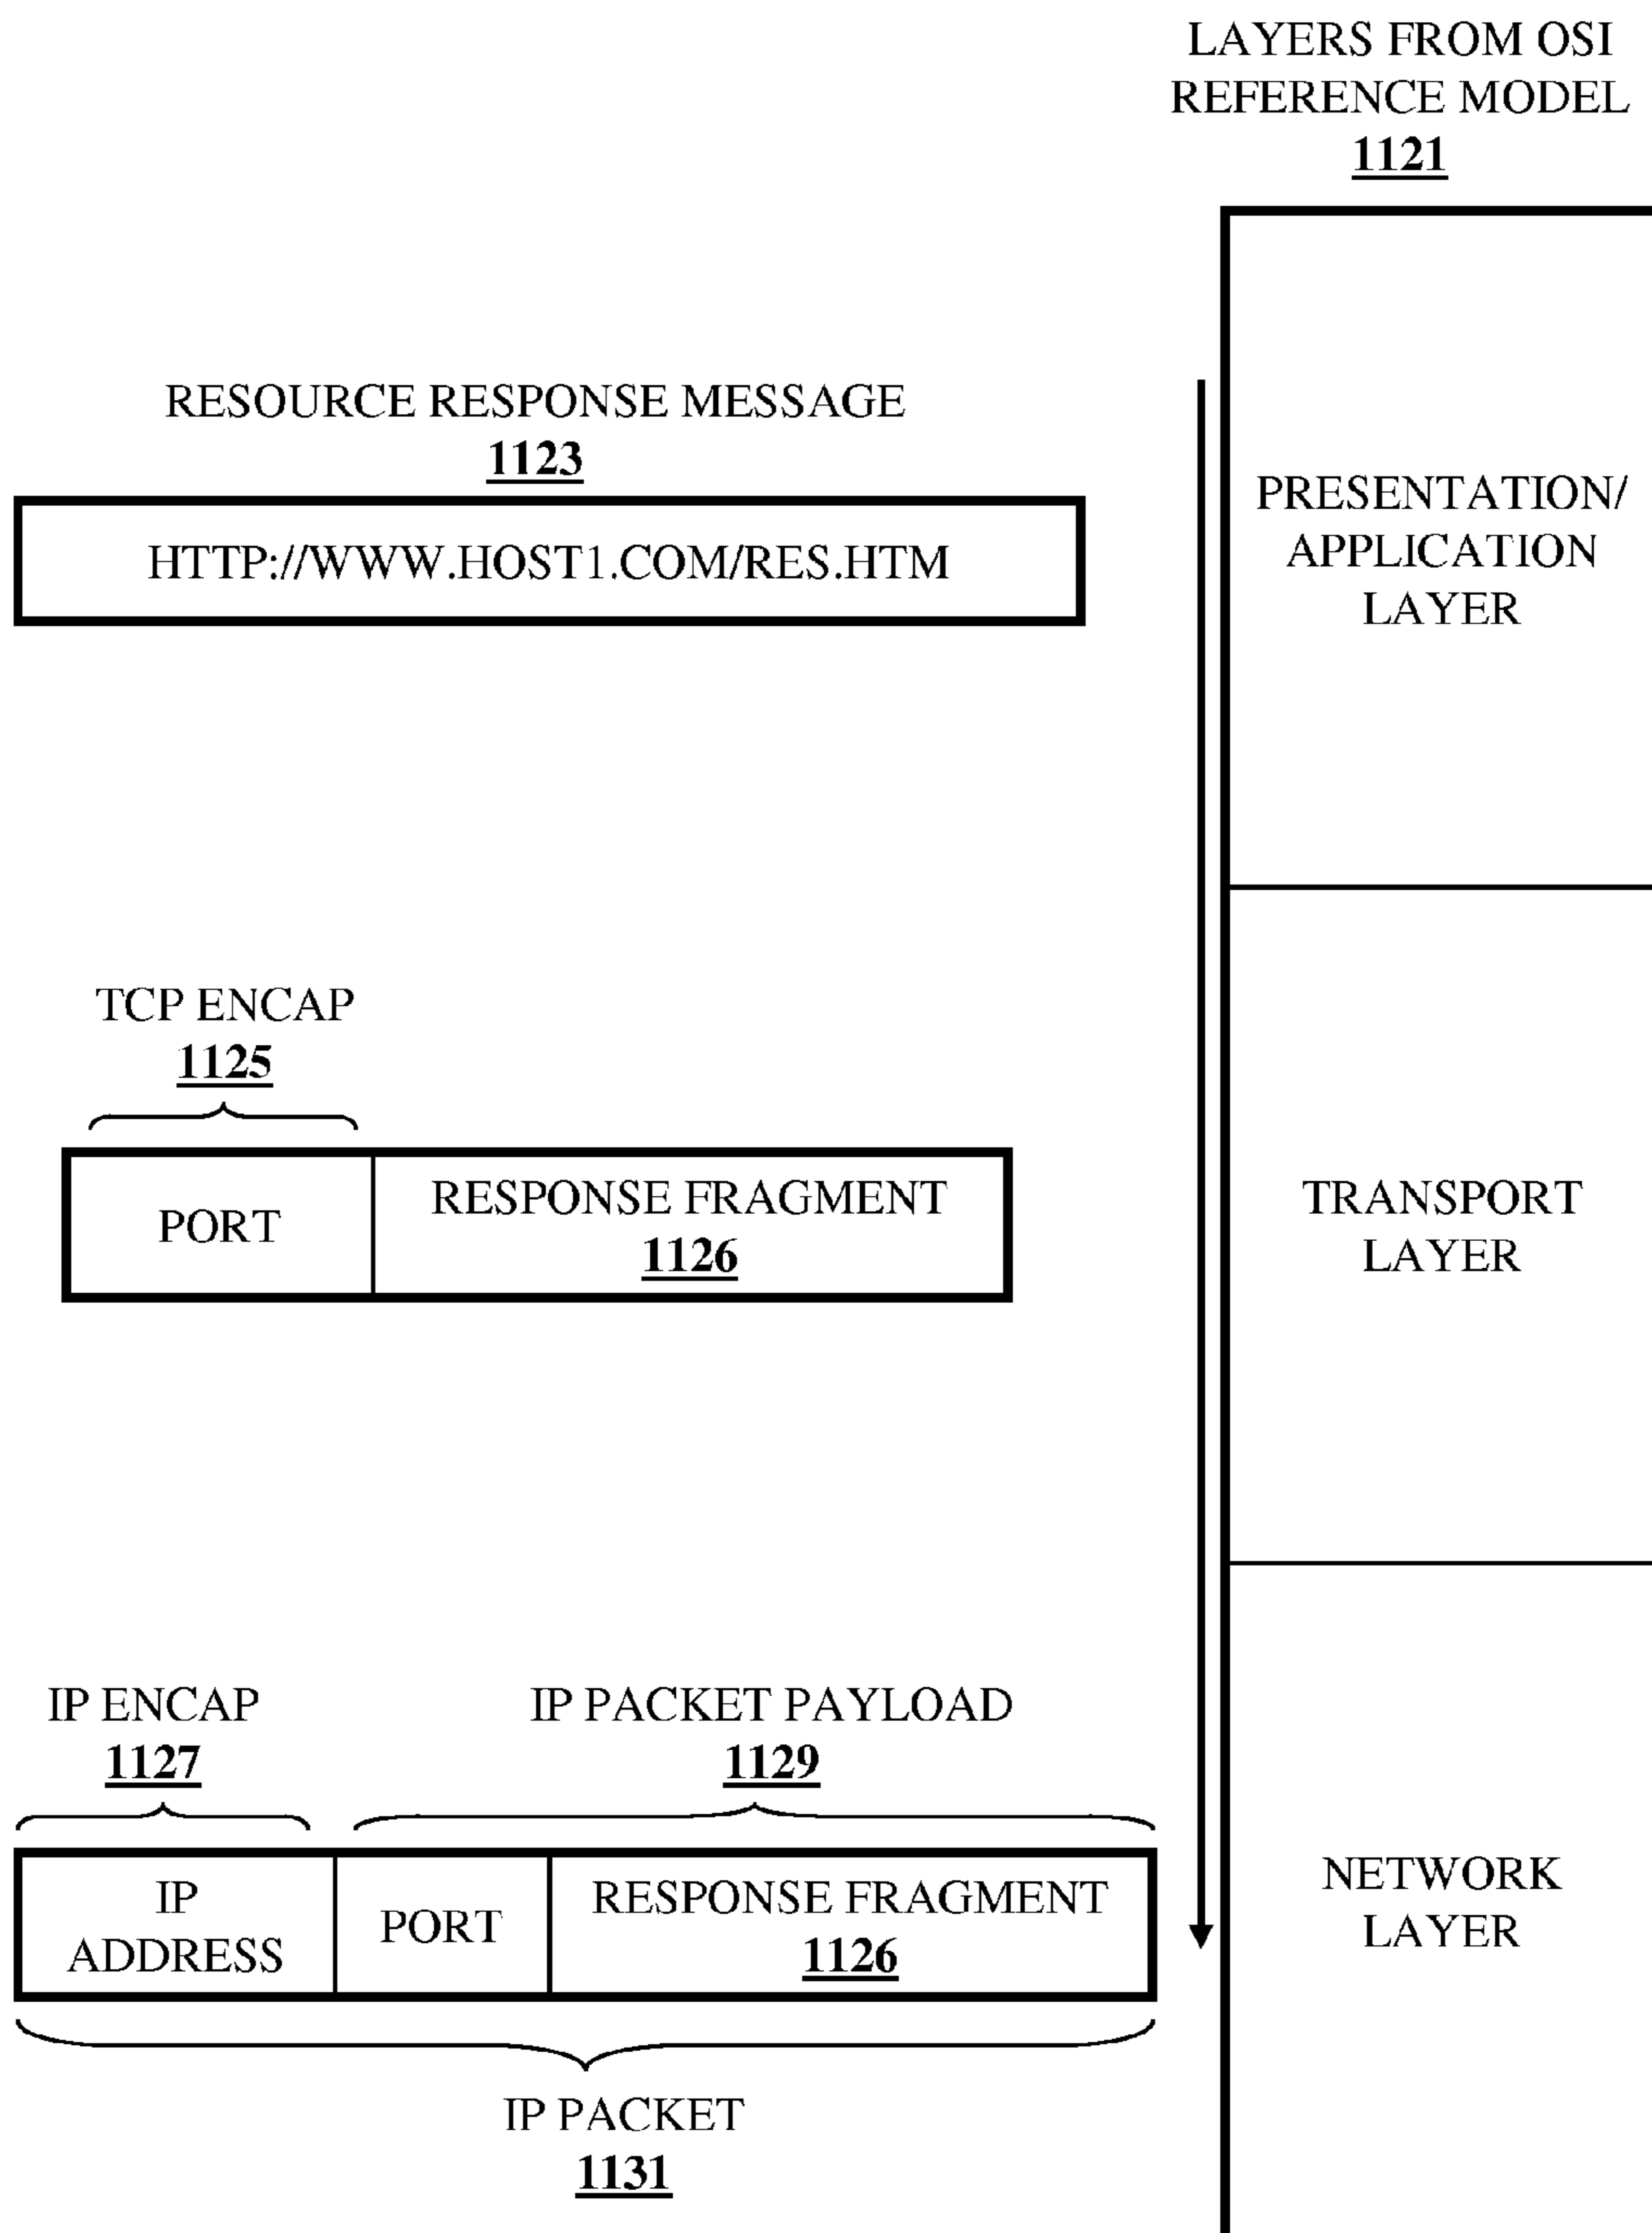 LAYERS FROM OSI
REFERENCE MODEL
1121
RESOURCE RESPONSE MESSAGE
1123
HTTP://WWW.HOST1.COM/RES.HTM
PRESENTATION/
APPLICATION
LAYER
TCP ENCAP
1125
PORT
RESPONSE FRAGMENT
1126
TRANSPORT
LAYER
IP ENCAP
1127
IP PACKET PAYLOAD
1129
IP
ADDRESS
PORT
RESPONSE FRAGMENT
1126
NETWORK
LAYER
IP PACKET
1131